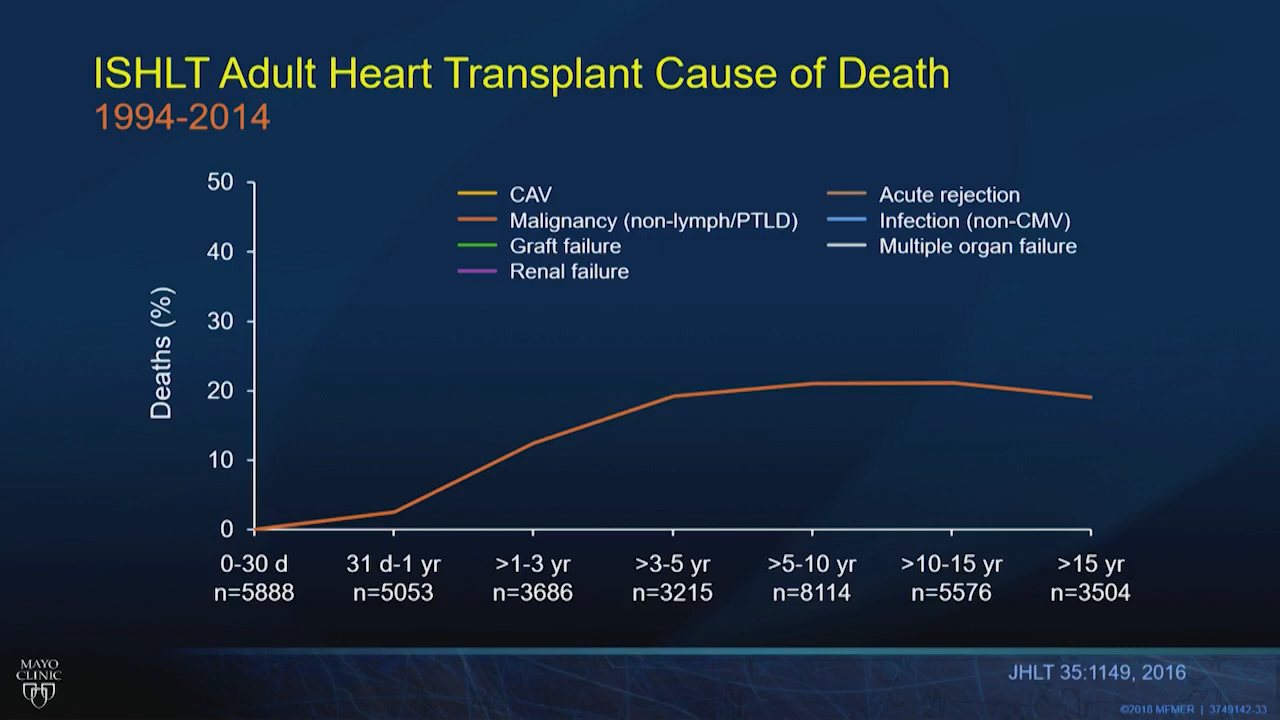 ISHLT Adult Heart Transplant Cause of Death
1994-2014
50
40
30
20
10
0
Deaths (%)
CAV
Malignancy (non-lymph/PTLD)
Graft failure
Renal failure
Acute rejection
Infection (non-CMV)
Multiple organ failure
0-30 d
n=5888
31 d-1 yr
n=5053
>1-3 yr
n=3686
>3-5 yr
n=3215
>5-10 yr
n=8114
>10-15 yr
n=5576
>15 yr
n=3504
MAYO
CLINIC
JHLT 35:1149, 2016
©2018 MFMER | 3749142-33